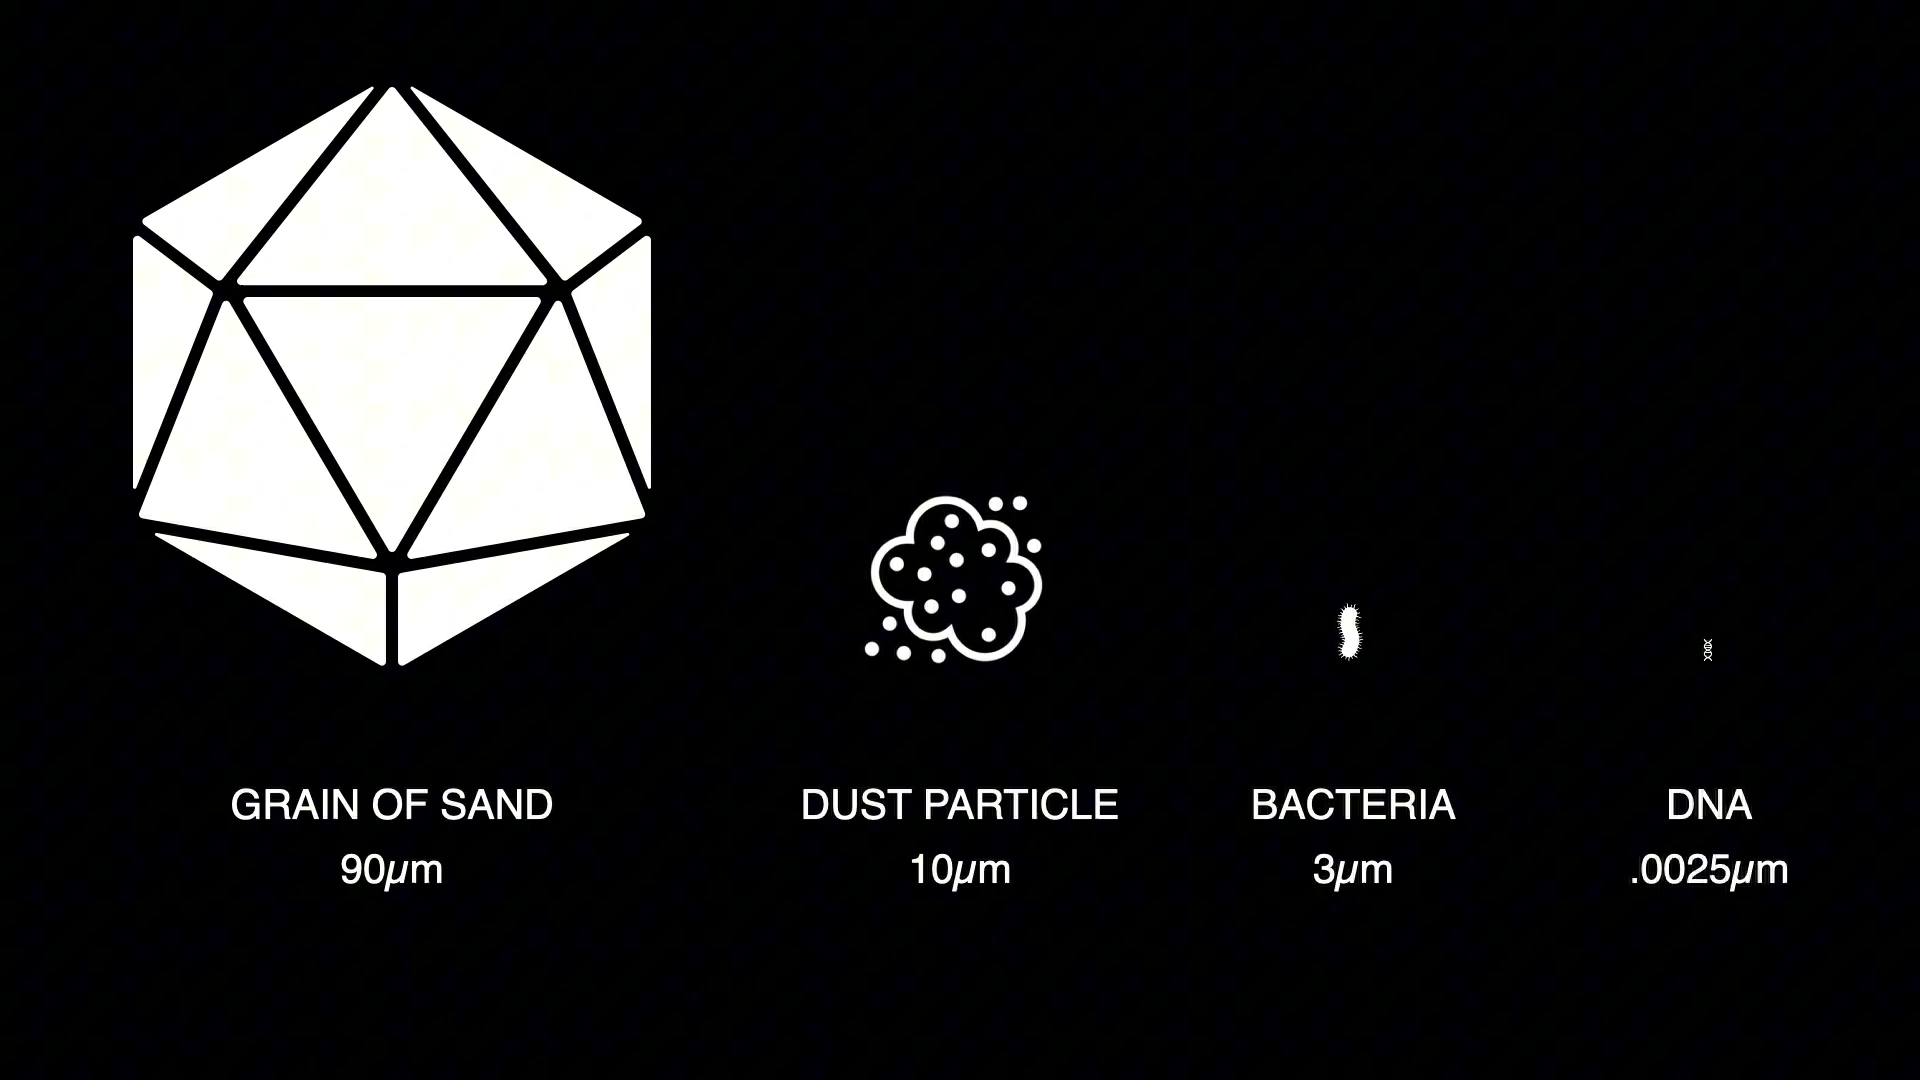 GRAIN OF SAND
90µm
DUST PARTICLE
10µm
BACTERIA
3µm
DNA
.0025µm